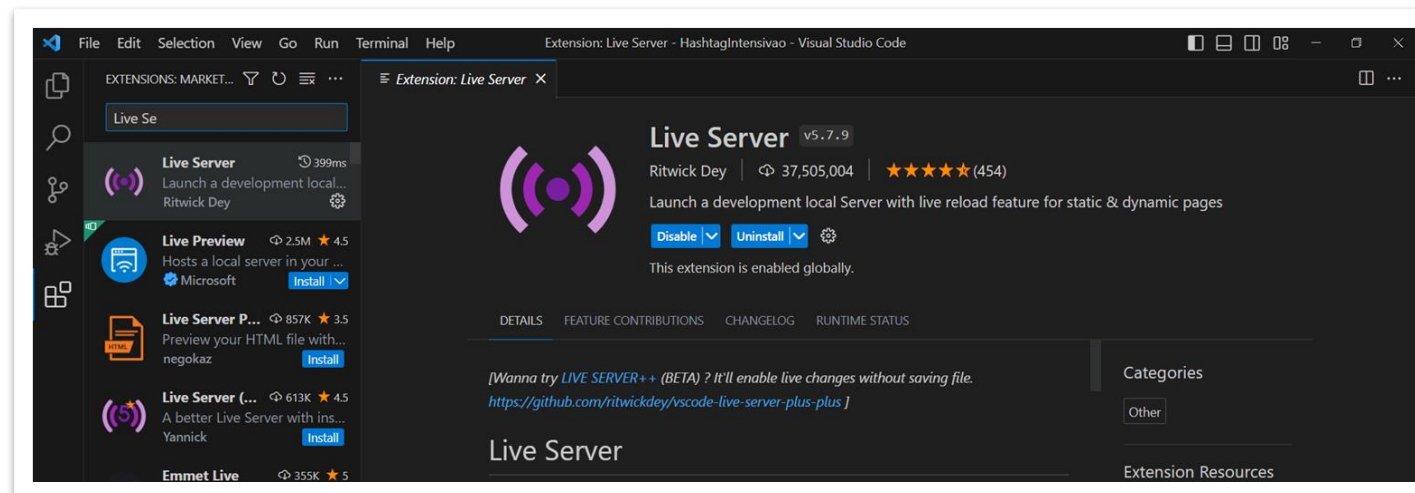 File Edit Selection View Go Run Terminal Help
Extension: Live Server - HashtagIntensivao - Visual Studio Code
EXTENSIONS: MARKET...
Live Se
Live Server 399ms
Launch a development local...
Ritwick Dey
Live Preview 2.5M ★ 4.5
Hosts a local server in your ...
Microsoft Install
Live Server P... 857K ★ 3.5
Preview your HTML file with...
negokaz Install
Live Server (... 613K ★ 4.5
A better Live Server with ins...
Yannick Install
Emmet Live 355K ★ 5
Extension: Live Server
Live Server v5.7.9
Ritwick Dey 37,505,004 ★★★★★ (454)
Launch a development local Server with live reload feature for static & dynamic pages
Disable Uninstall
This extension is enabled globally.
DETAILS FEATURE CONTRIBUTIONS CHANGELOG RUNTIME STATUS
[Wanna try LIVE SERVER++ (BETA) ? It'll enable live changes without saving file.
https://github.com/ritwickdey/vscode-live-server-plus-plus ]
Live Server
Categories
Other
Extension Resources
HTML
5